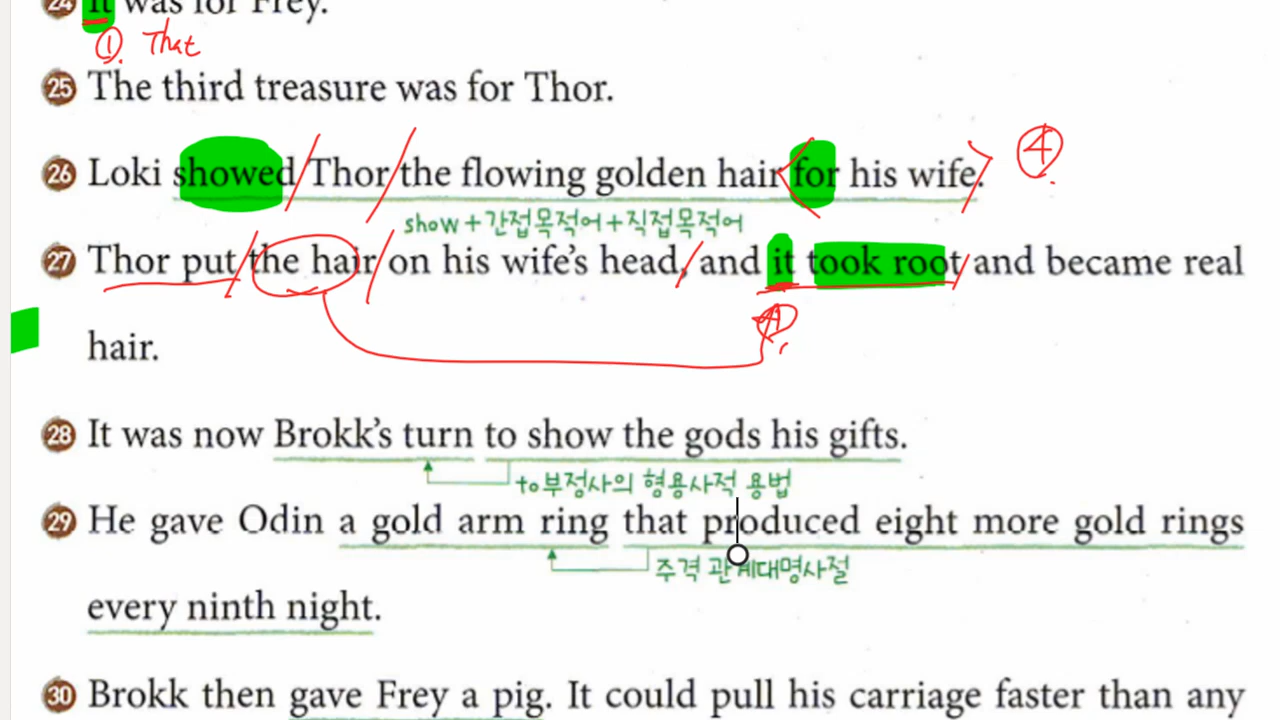 24 it was for Frey.
① That
25 The third treasure was for Thor.
26 Loki showed Thor the flowing golden hair for his wife. ④
show+간접목적어+직접목적어
27 Thor put the hair on his wife's head, and it took root and became real
hair.
28 It was now Brokk's turn to show the gods his gifts.
to부정사의 형용사적 용법
29 He gave Odin a gold arm ring that produced eight more gold rings
주격 관계대명사절
every ninth night.
30 Brokk then gave Frey a pig. It could pull his carriage faster than any